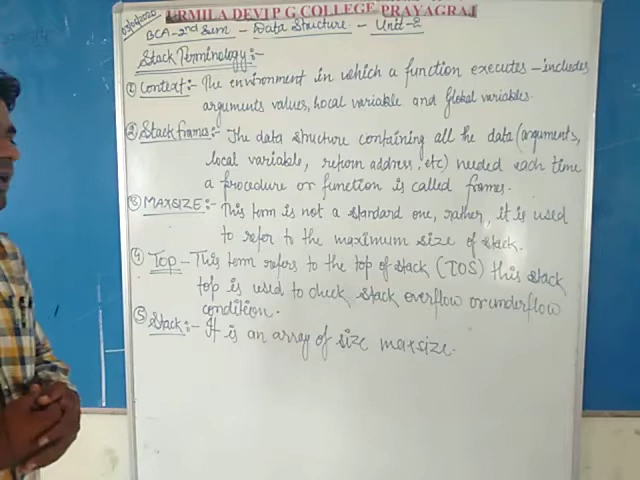 URMILA DEVI P G COLLEGE PRAYAGRAJ
BCA-2nd Sem - Data Structure - Unit-2
Stack Terminology:-
① Context:- The environment in which a function executes - includes
arguments values, local variable and Global variables.
② Stack frams:- The data structure containing all the data (arguments,
local variable, return address, etc) needed each time
a procedure or function is called frames.
③ MAXSIZE:- This term is not a standard one, rather, it is used
to refer to the maximum size of stack.
④ Top - This term refers to the top of stack (TOS) this stack
top is used to check stack overflow or underflow
condition.
⑤ Stack:- It is an array of size maxsize.